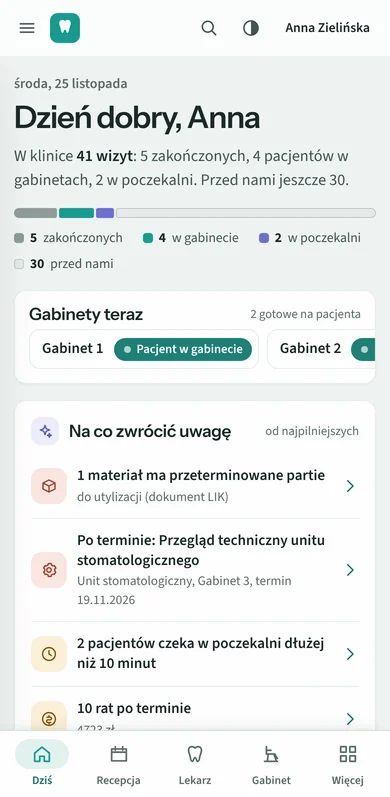 Anna Zielińska
środa, 25 listopada
Dzień dobry, Anna
W klinice 41 wizyt: 5 zakończonych, 4 pacjentów w
gabinetach, 2 w poczekalni. Przed nami jeszcze 30.
5 zakończonych 4 w gabinecie 2 w poczekalni
30 przed nami
Gabinety teraz 2 gotowe na pacjenta
Gabinet 1 Pacjent w gabinecie Gabinet 2
Na co zwrócić uwagę od najpilniejszych
1 materiał ma przeterminowane partie
do utylizacji (dokument LIK)
Po terminie: Przegląd techniczny unitu
stomatologicznego
Unit stomatologiczny, Gabinet 3, termin
19.11.2026
2 pacjentów czeka w poczekalni dłużej
niż 10 minut
10 rat po terminie
4723 zł
Dziś Recepcja Lekarz Gabinet Więcej